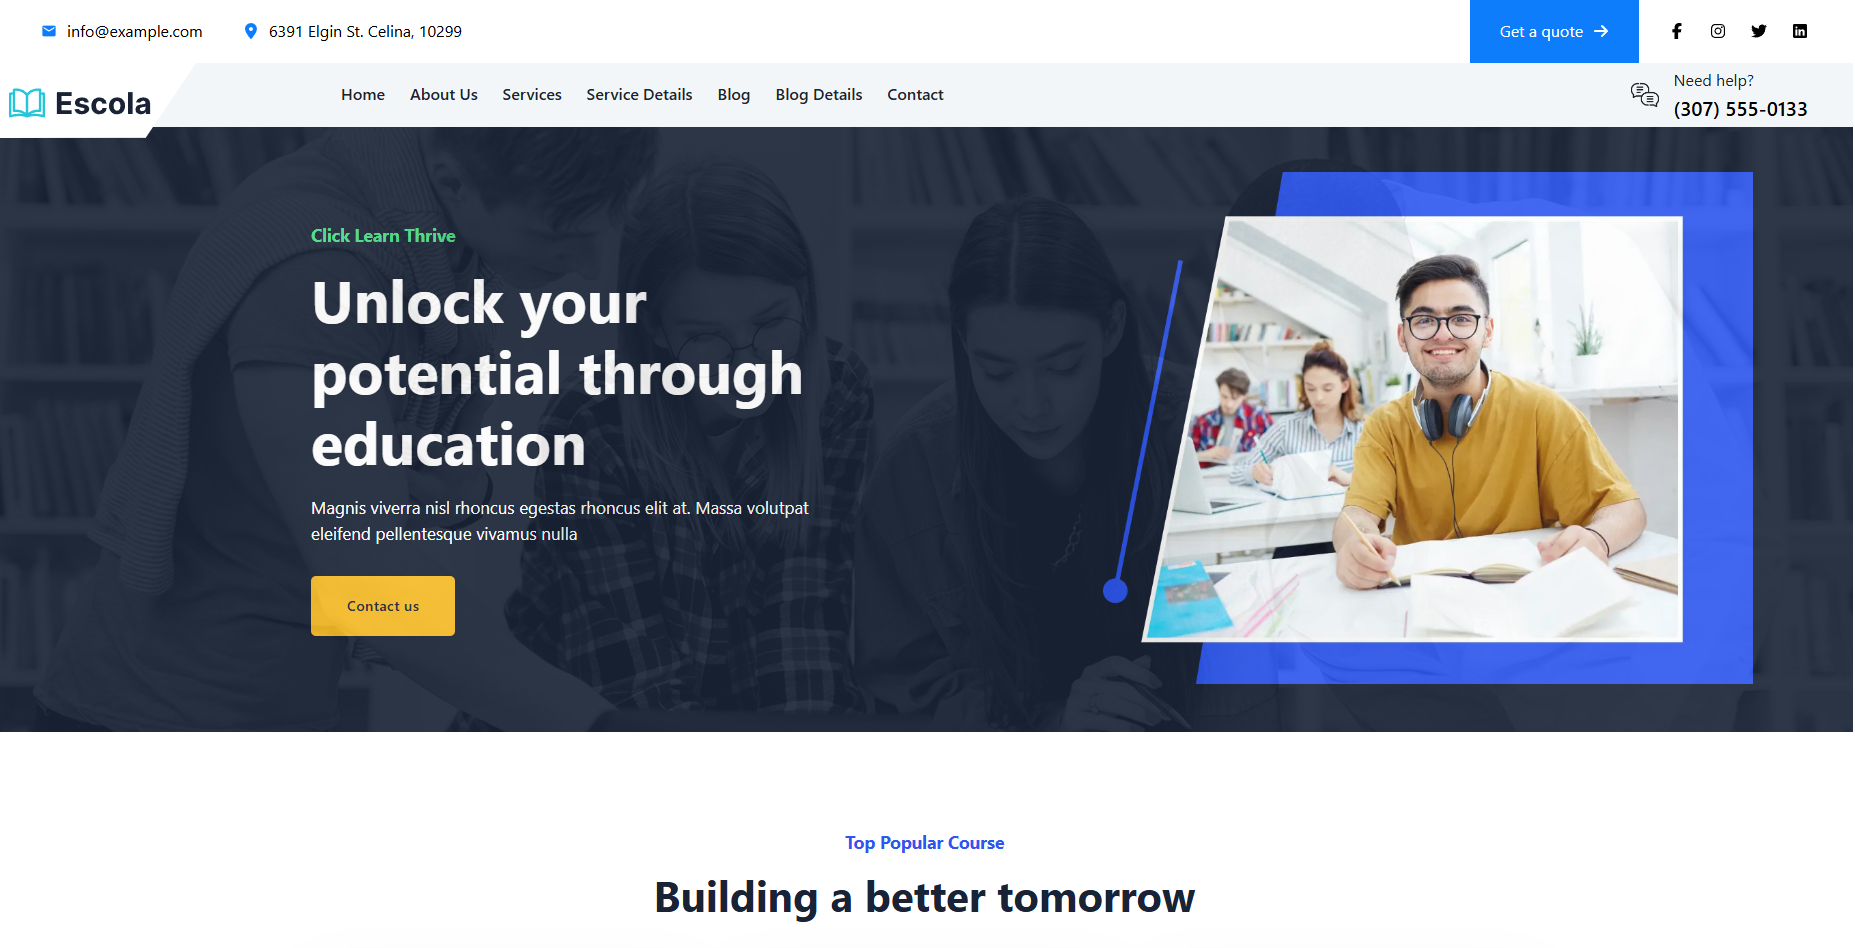 info@example.com
6391 Elgin St. Celina, 10299
Get a quote
Escola
Home About Us Services Service Details Blog Blog Details Contact
Need help?
(307) 555-0133
Click Learn Thrive
Unlock your
potential through
education
Magnis viverra nisl rhoncus egestas rhoncus elit at. Massa volutpat
eleifend pellentesque vivamus nulla
Contact us
Top Popular Course
Building a better tomorrow